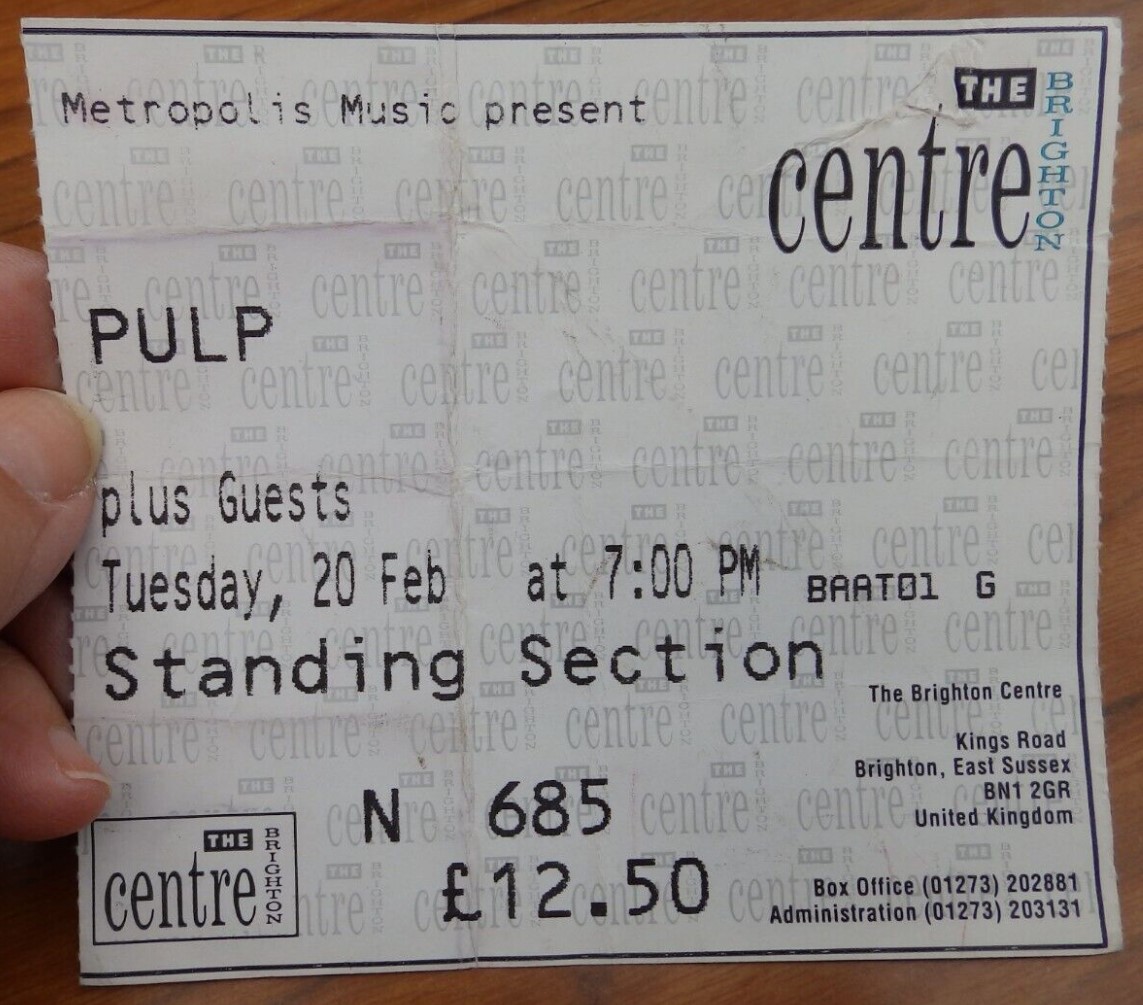 Metropolis Music present
THE
centre
BRIGHTON
PULP
plus Guests
Tuesday, 20 Feb at 7:00 PM BAAT01 G
Standing Section
The Brighton Centre
Kings Road
Brighton, East Sussex
BN1 2GR
United Kingdom
N 685
£12.50
THE
centre
BRIGHTON
Box Office (01273) 202881
Administration (01273) 203131